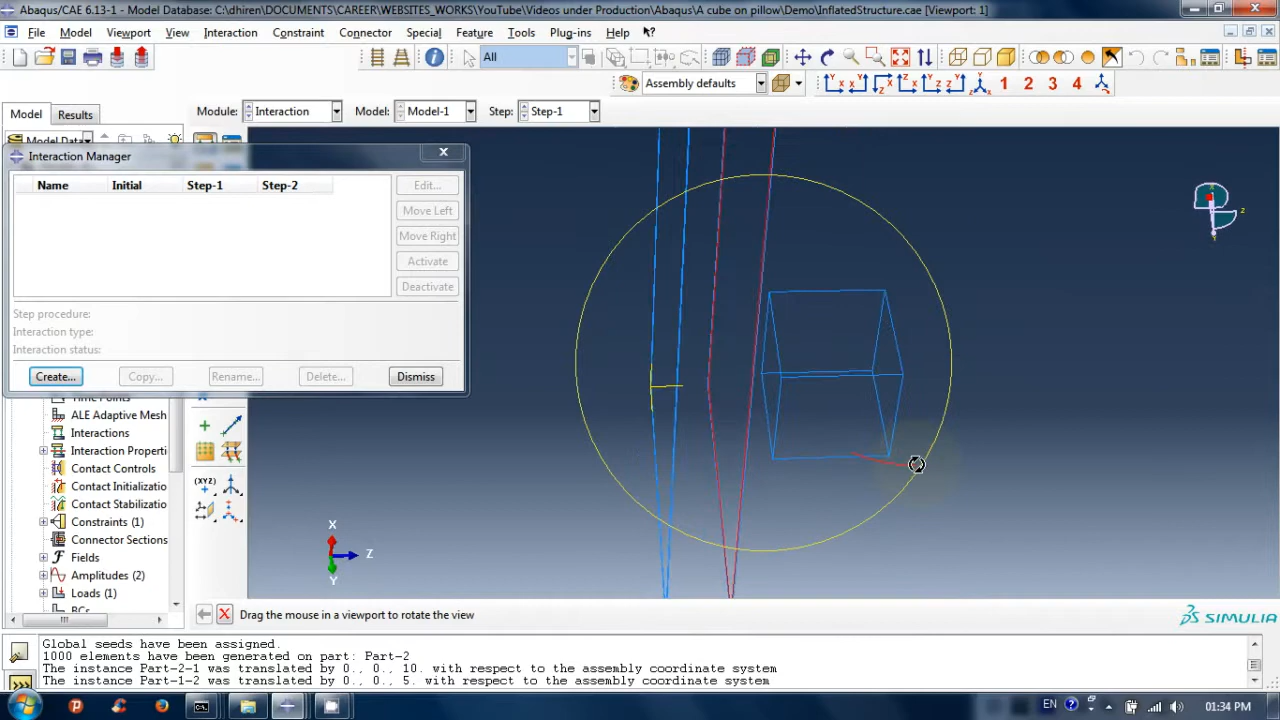 Abaqus/CAE 6.13-1 - Model Database: C:\dhiren\DOCUMENTS\CAREER\WEBSITES_WORKS\YouTube\Videos under Production\Abaqus\A cube on pillow\Demo\InflatedStructure.cae [Viewport: 1]
File Model Viewport View Interaction Constraint Connector Special Feature Tools Plug-ins Help
All
Assembly defaults
1 2 3 4
Model Results
Module: Interaction Model: Model-1 Step: Step-1
Model Data
Interaction Manager
Name Initial Step-1 Step-2
Edit...
Move Left
Move Right
Activate
Deactivate
Step procedure:
Interaction type:
Interaction status:
Create... Copy... Rename... Delete... Dismiss
Time Points
ALE Adaptive Mesh
Interactions
Interaction Properti
Contact Controls
Contact Initializatio
Contact Stabilizatio
Constraints (1)
Connector Sections
Fields
Amplitudes (2)
Loads (1)
BCs
(XYZ)
X
Z
Y
X
Z
Y
Drag the mouse in a viewport to rotate the view
SIMULIA
Global seeds have been assigned.
1000 elements have been generated on part: Part-2
The instance Part-2-1 was translated by 0., 0., 10. with respect to the assembly coordinate system
The instance Part-1-2 was translated by 0., 0., 5. with respect to the assembly coordinate system
EN 01:34 PM